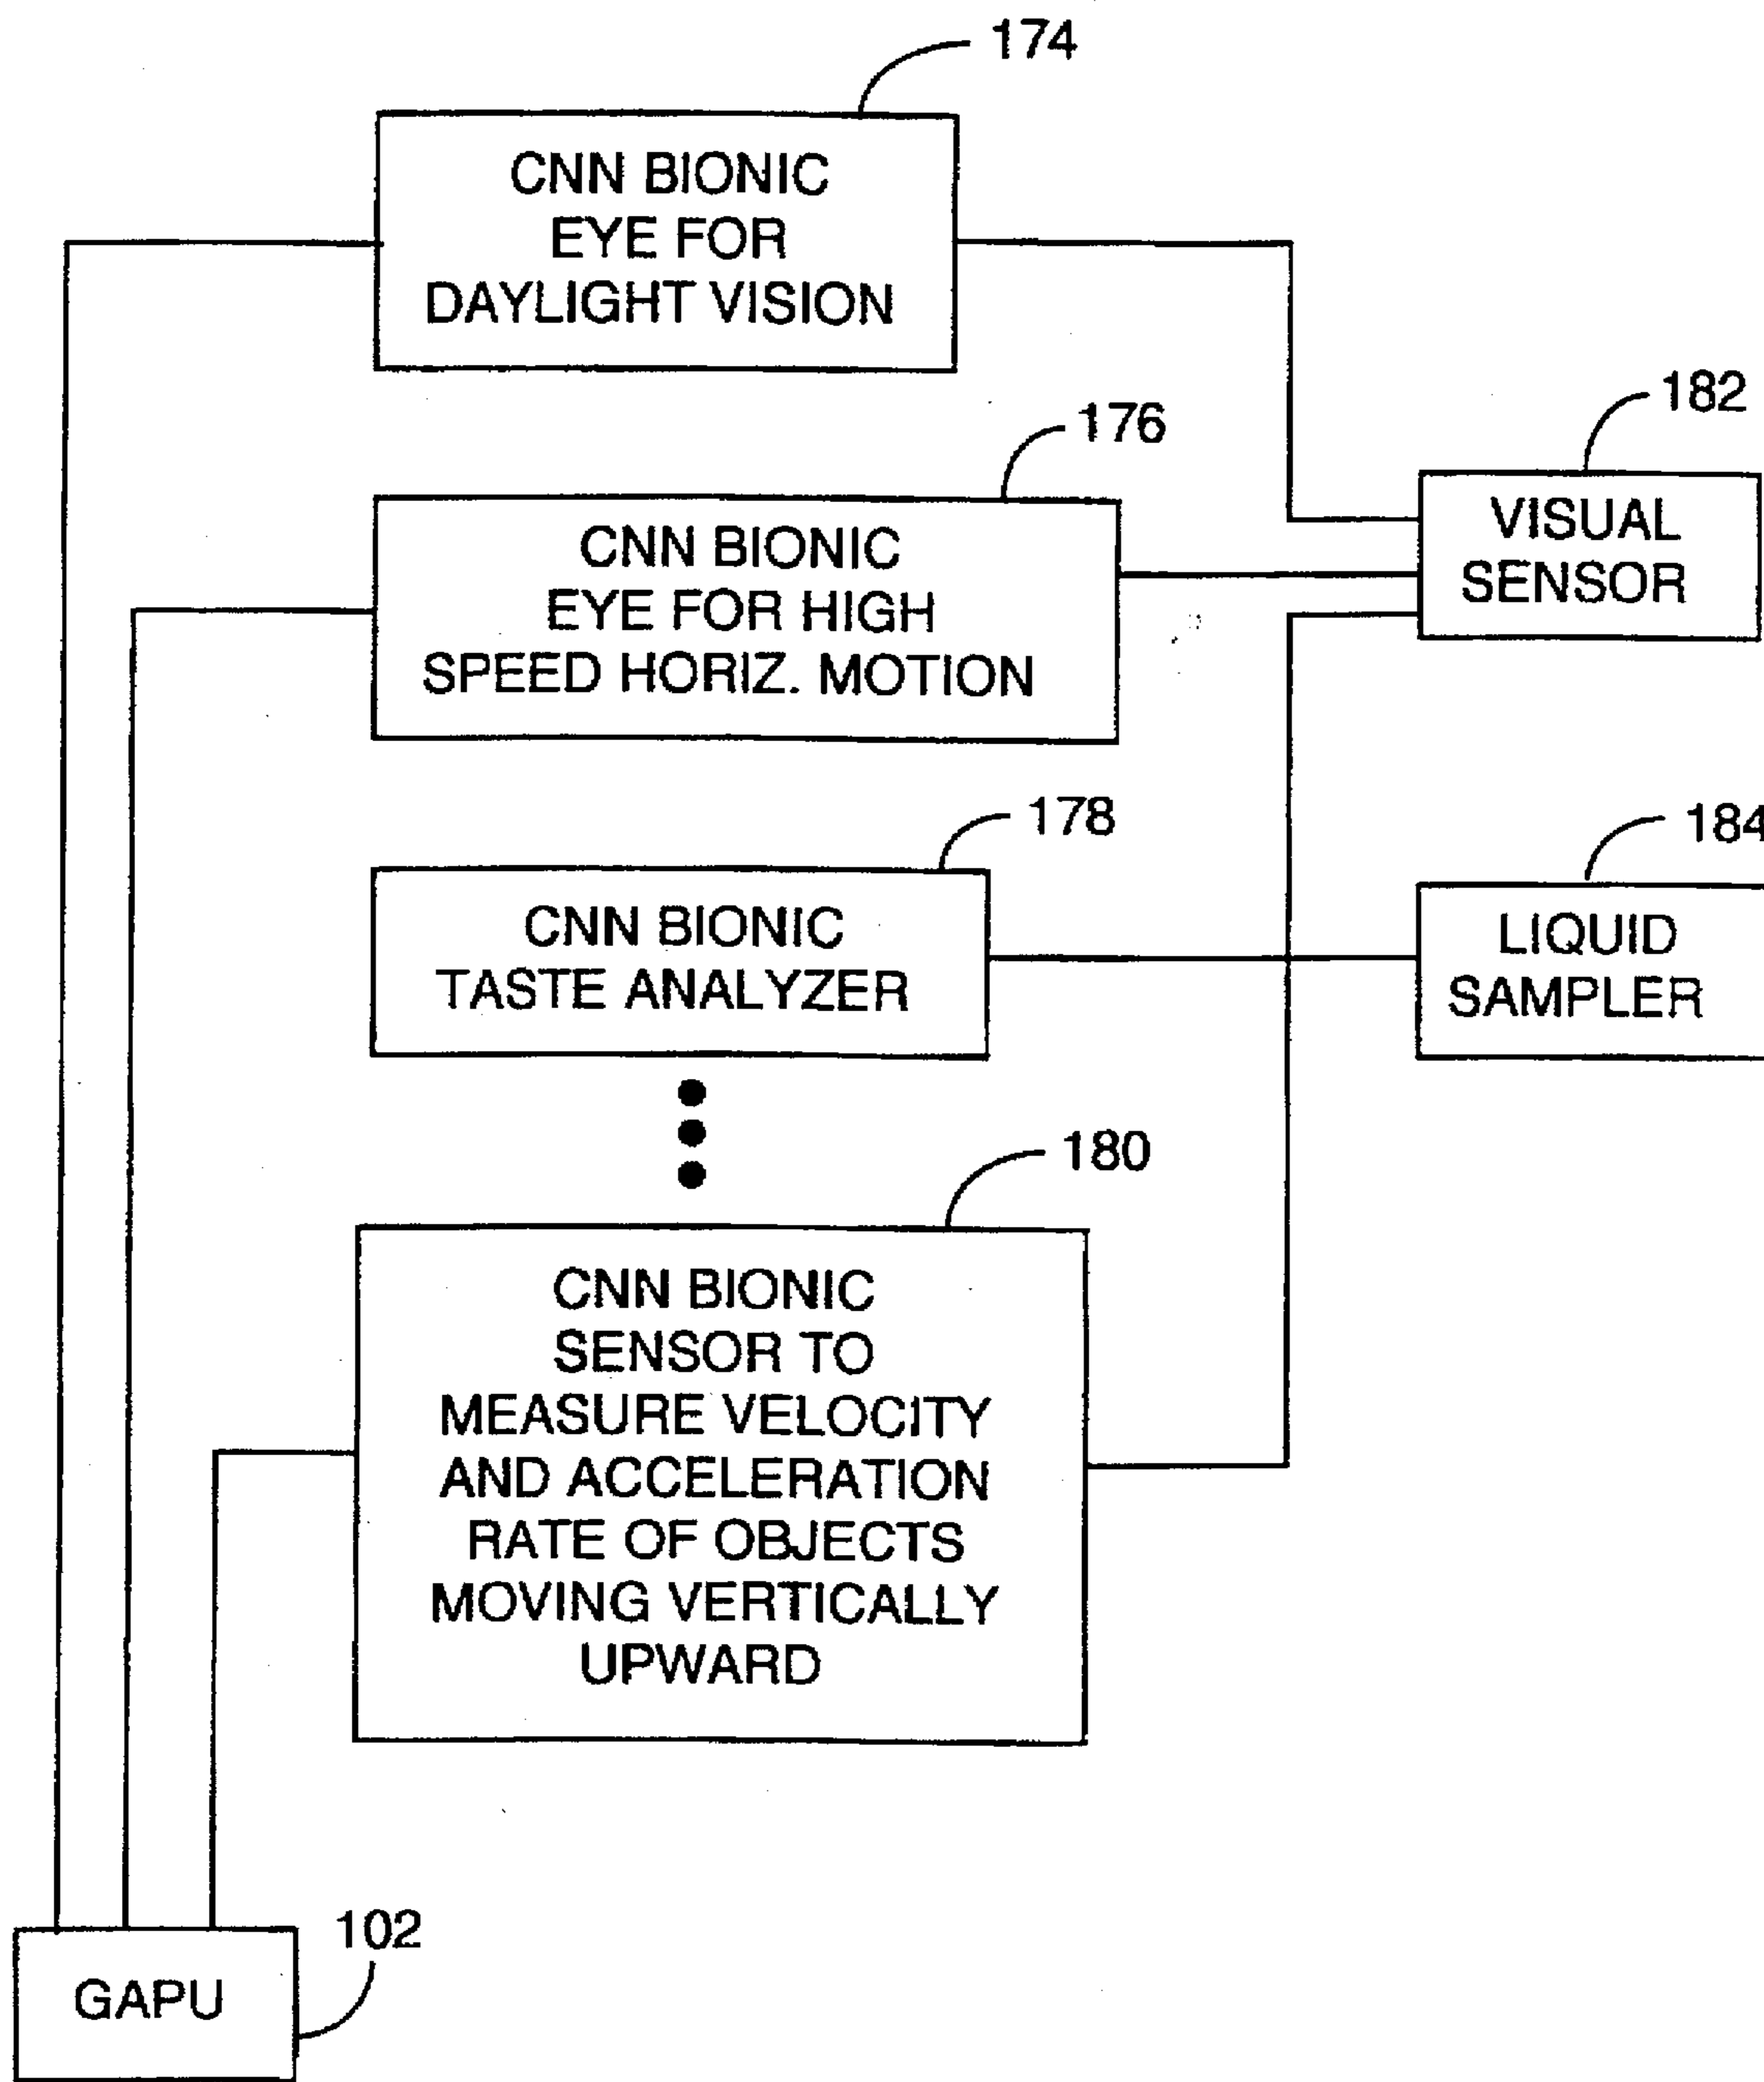 174
CNN BIONIC
EYE FOR
DAYLIGHT VISION
182
VISUAL
SENSOR
176
CNN BIONIC
EYE FOR HIGH
SPEED HORIZ. MOTION
178
CNN BIONIC
TASTE ANALYZER
184
LIQUID
SAMPLER
180
CNN BIONIC
SENSOR TO
MEASURE VELOCITY
AND ACCELERATION
RATE OF OBJECTS
MOVING VERTICALLY
UPWARD
102
GAPU